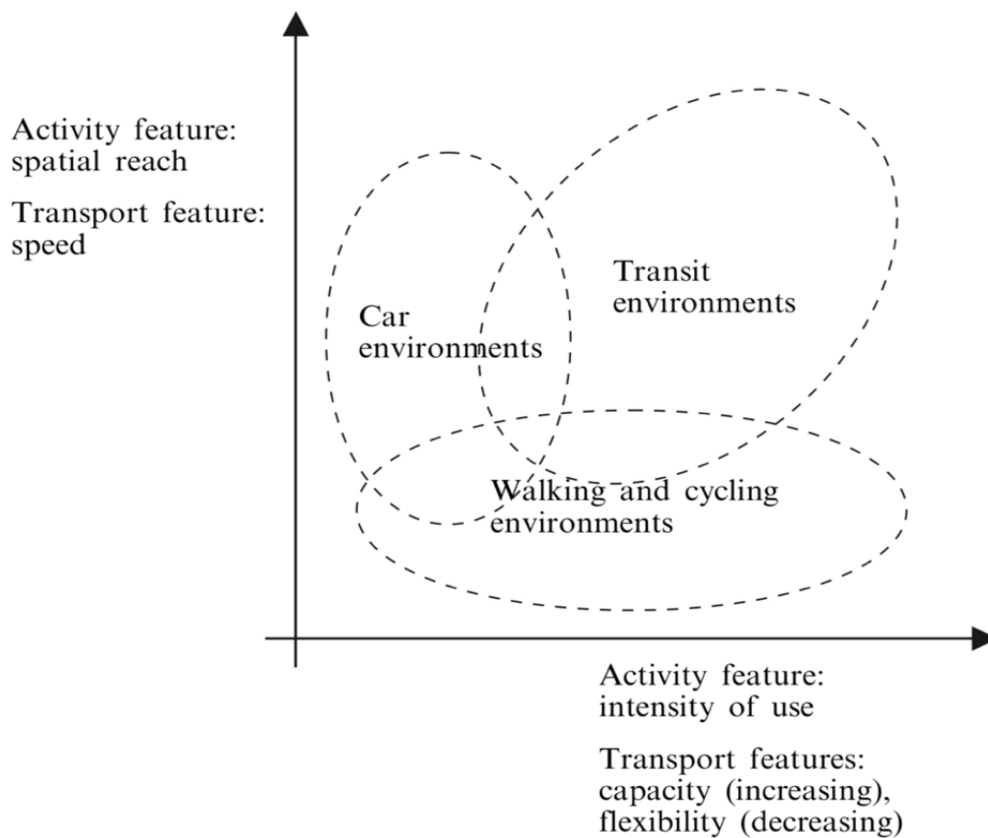 Activity feature:
spatial reach
Transport feature:
speed
Transit
environments
Car
environments
Walking and cycling
environments
Activity feature:
intensity of use
Transport features:
capacity (increasing),
flexibility (decreasing)